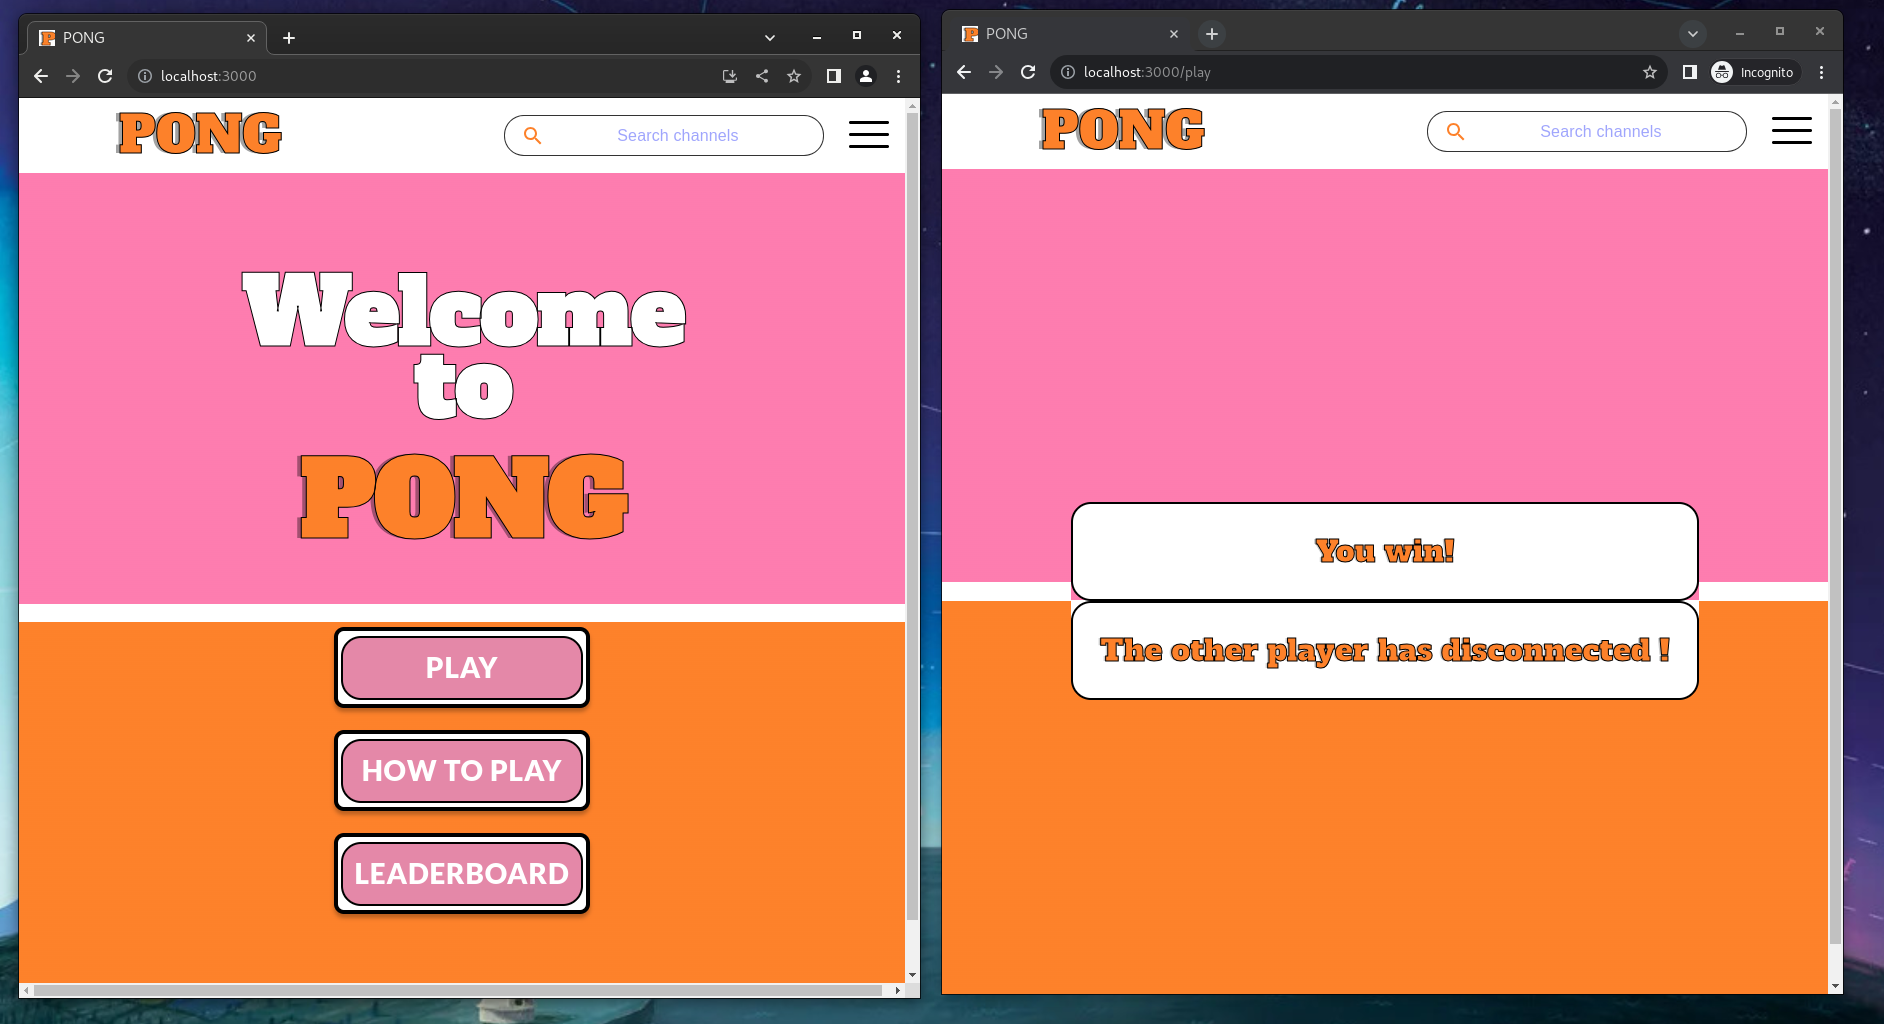 PONG
localhost:3000
PONG
Search channels
Welcome
to
PONG
PLAY
HOW TO PLAY
LEADERBOARD
PONG
localhost:3000/play
Incognito
PONG
Search channels
You win!
The other player has disconnected !